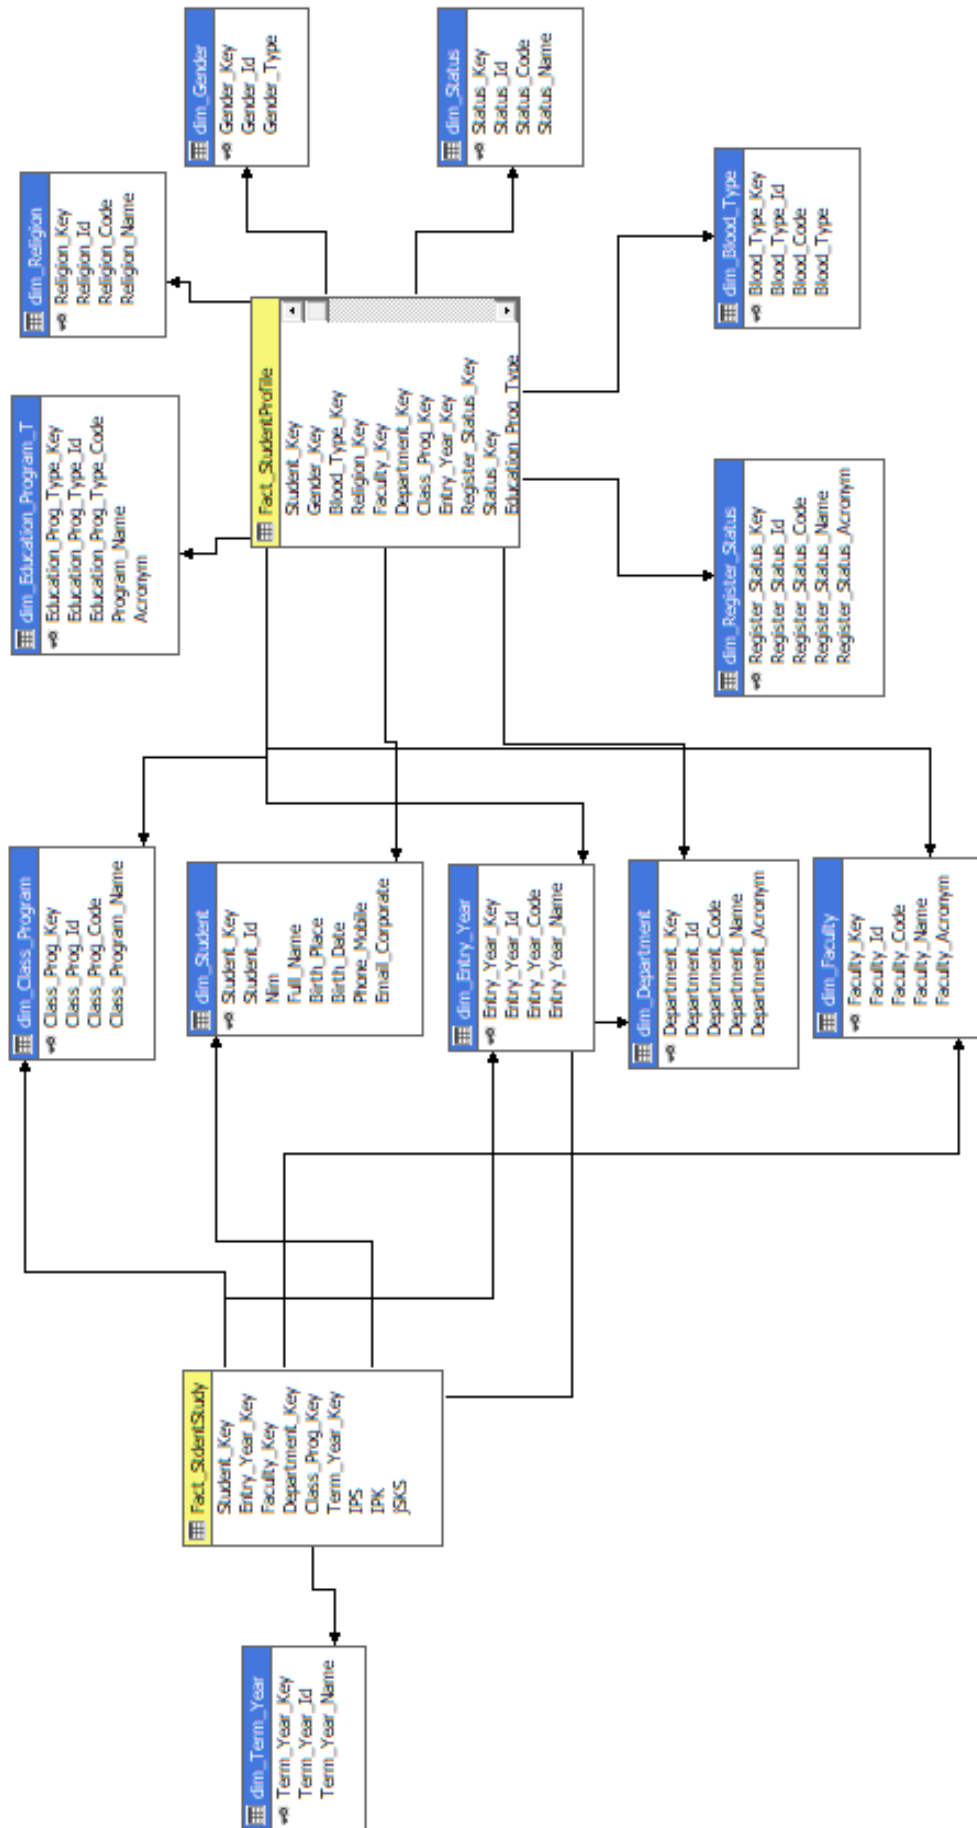 dim_Term_Year
Term_Year_Key
Term_Year_Id
Term_Year_Name
Fact_StdentStudy
Student_Key
Entry_Year_Key
Faculty_Key
Department_Key
Class_Prog_Key
Term_Year_Key
IPS
IPK
JSKS
dim_Class_Program
Class_Prog_Key
Class_Prog_Id
Class_Prog_Code
Class_Program_Name
dim_Student
Student_Key
Student_Id
Nim
Full_Name
Birth_Place
Birth_Date
Phone_Mobile
Email_Corporate
dim_Entry_Year
Entry_Year_Key
Entry_Year_Id
Entry_Year_Code
Entry_Year_Name
dim_Department
Department_Key
Department_Id
Department_Code
Department_Name
Department_Acronym
dim_Faculty
Faculty_Key
Faculty_Id
Faculty_Code
Faculty_Name
Faculty_Acronym
dim_Education_Program_T
Education_Prog_Type_Key
Education_Prog_Type_Id
Education_Prog_Type_Code
Program_Name
Acronym
dim_Religion
Religion_Key
Religion_Id
Religion_Code
Religion_Name
Fact_StudentProfile
Student_Key
Gender_Key
Blood_Type_Key
Religion_Key
Faculty_Key
Department_Key
Class_Prog_Key
Entry_Year_Key
Register_Status_Key
Status_Key
Education_Prog_Type
dim_Register_Status
Register_Status_Key
Register_Status_Id
Register_Status_Code
Register_Status_Name
Register_Status_Acronym
dim_Gender
Gender_Key
Gender_Id
Gender_Type
dim_Status
Status_Key
Status_Id
Status_Code
Status_Name
dim_Blood_Type
Blood_Type_Key
Blood_Type_Id
Blood_Code
Blood_Type